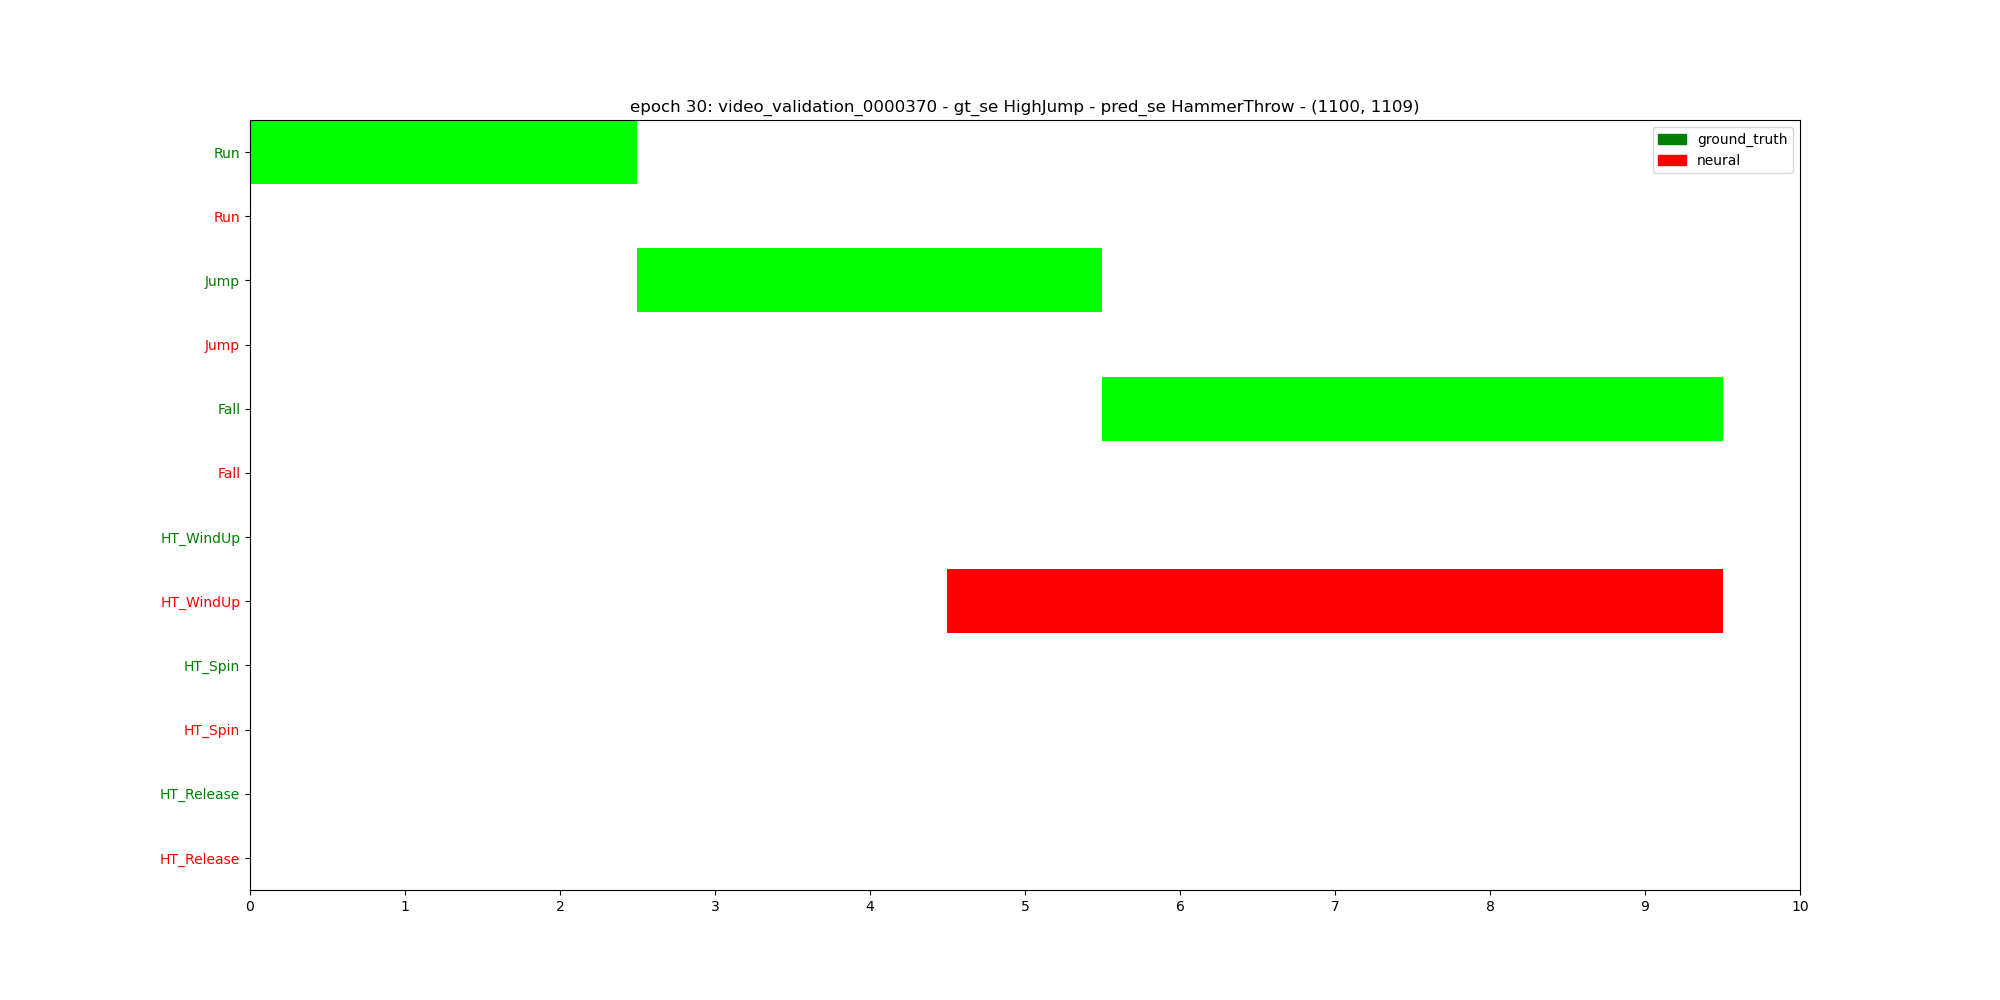 epoch 30: video_validation_0000370 - gt_se HighJump - pred_se HammerThrow - (1100, 1109)
ground_truth
neural
Run
Run
Jump
Jump
Fall
Fall
HT_WindUp
HT_WindUp
HT_Spin
HT_Spin
HT_Release
HT_Release
0 1 2 3 4 5 6 7 8 9 10